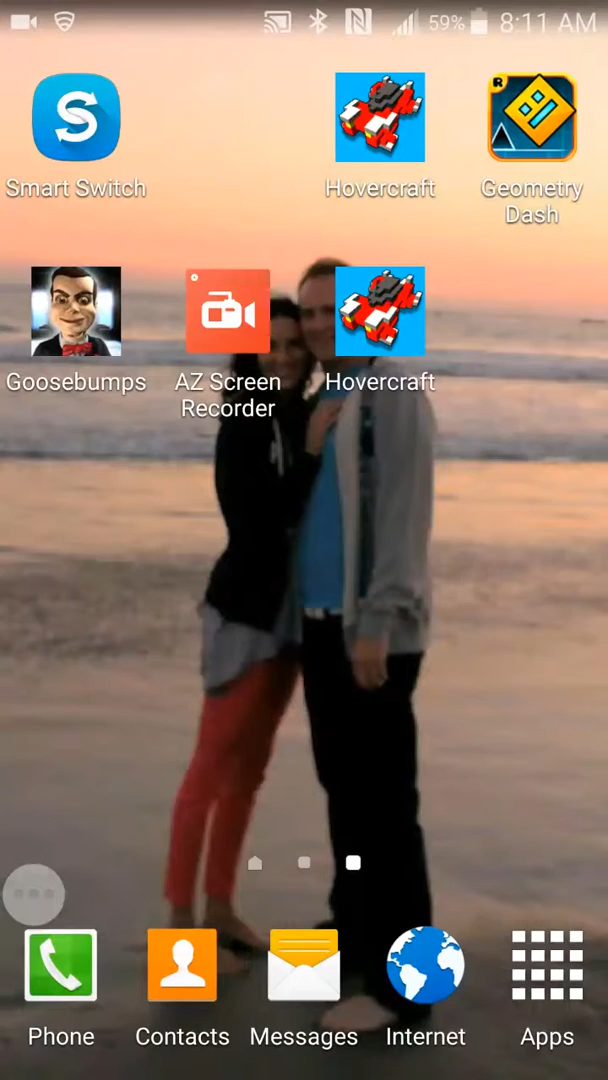 59% 8:11 AM
Smart Switch
Hovercraft
Geometry
Dash
Goosebumps
AZ Screen
Recorder
Hovercraft
Phone
Contacts
Messages
Internet
Apps